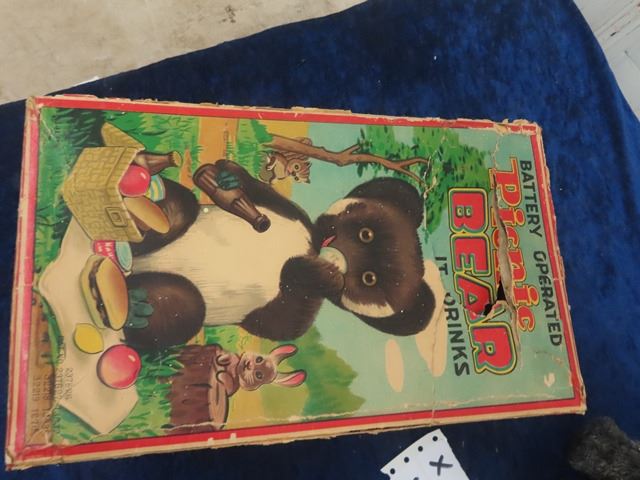 BATTERY OPERATED
Picnic
BEAR
IT DRINKS
X